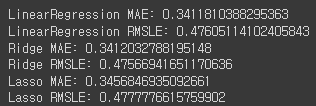 LinearRegression MAE: 0.3411810388295363
LinearRegression RMSLE: 0.47605114102405843
Ridge MAE: 0.3412032788195148
Ridge RMSLE: 0.47566941651170636
Lasso MAE: 0.3456846935092661
Lasso RMSLE: 0.4777776615759902